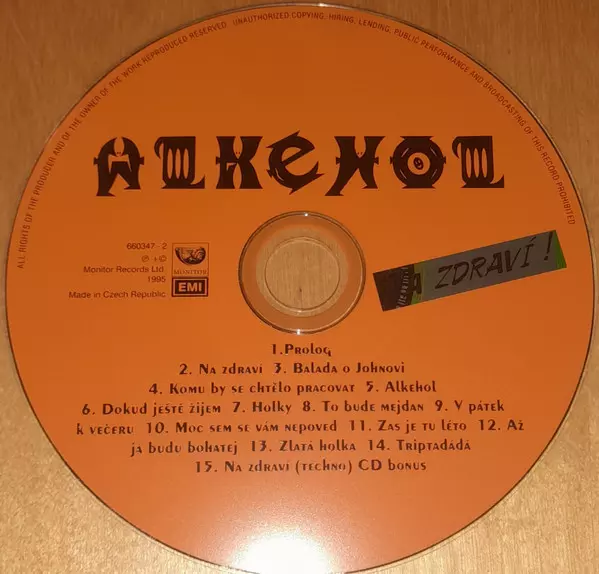 ALL RIGHTS OF THE PRODUCER AND OF THE OWNER OF THE WORK REPRODUCED RESERVED. UNAUTHORIZED COPYING, HIRING, LENDING, PUBLIC PERFORMANCE AND BROADCASTING OF THIS RECORD PROHIBITED
ALKEHOL
660347 - 2
℗ + ©
Monitor Records Ltd.
1995
Made in Czech Republic
MONITOR
EMI
NA ZDRAVÍ !
1.Prolog
2. Na zdraví 3. Balada o Johnovi
4. Komu by se chtělo pracovat 5. Alkehol
6. Dokud ještě žijem 7. Holky 8. To bude mejdan 9. V pátek
k večeru 10. Moc sem se vám nepoved 11. Zas je tu léto 12. Až
já budu bohatej 13. Zlatá holka 14. Triptadádá
15. Na zdraví (techno) CD bonus